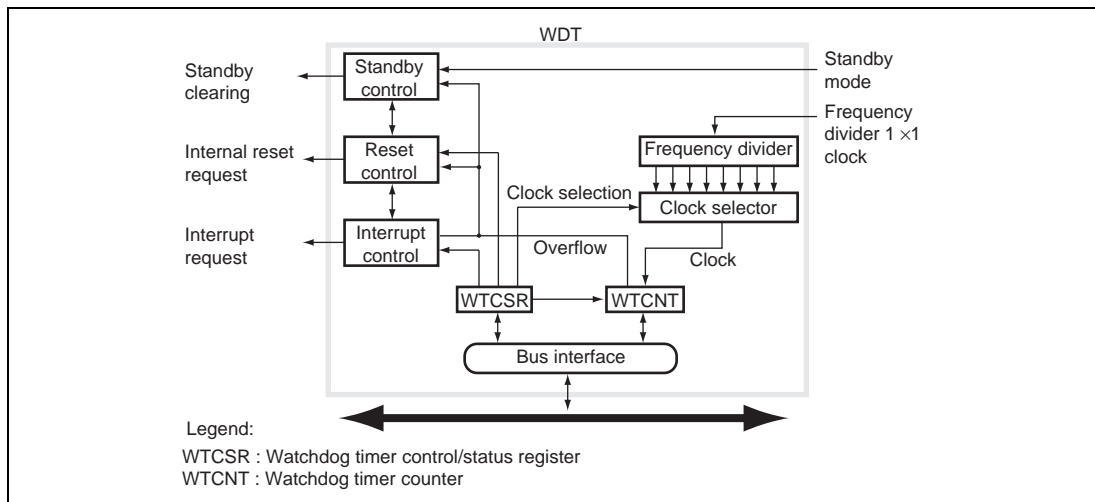 WDT
Standby
clearing
Standby
control
Standby
mode
Frequency
divider 1 ×1
clock
Internal reset
request
Reset
control
Frequency divider
Clock selection
Clock selector
Interrupt
request
Interrupt
control
Overflow
Clock
WTCSR
WTCNT
Bus interface
Legend:
WTCSR : Watchdog timer control/status register
WTCNT : Watchdog timer counter